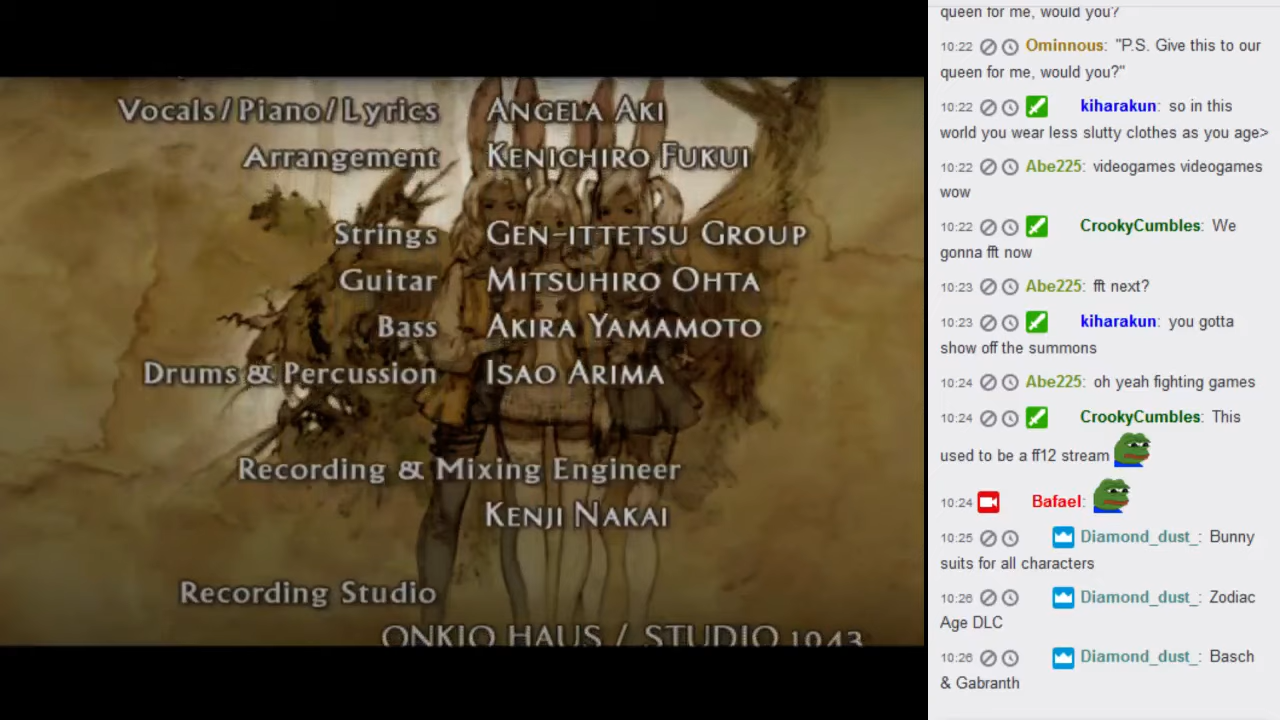 Vocals/Piano/Lyrics ANGELA AKI
Arrangement KENICHIRO FUKUI
Strings GEN-ITTETSU GROUP
Guitar MITSUHIRO OHTA
Bass AKIRA YAMAMOTO
Drums & Percussion ISAO ARIMA
Recording & Mixing Engineer
KENJI NAKAI
Recording Studio
ONKIO HAUS / STUDIO 1943
queen for me, would you?
10:22 Ominnous: "P.S. Give this to our
queen for me, would you?"
10:22 kiharakun: so in this
world you wear less slutty clothes as you age>
10:22 Abe225: videogames videogames
wow
10:22 CrookyCumbles: We
gonna fft now
10:23 Abe225: fft next?
10:23 kiharakun: you gotta
show off the summons
10:24 Abe225: oh yeah fighting games
10:24 CrookyCumbles: This
used to be a ff12 stream
10:24 Bafael:
10:25 Diamond_dust_: Bunny
suits for all characters
10:26 Diamond_dust_: Zodiac
Age DLC
10:26 Diamond_dust_: Basch
& Gabranth